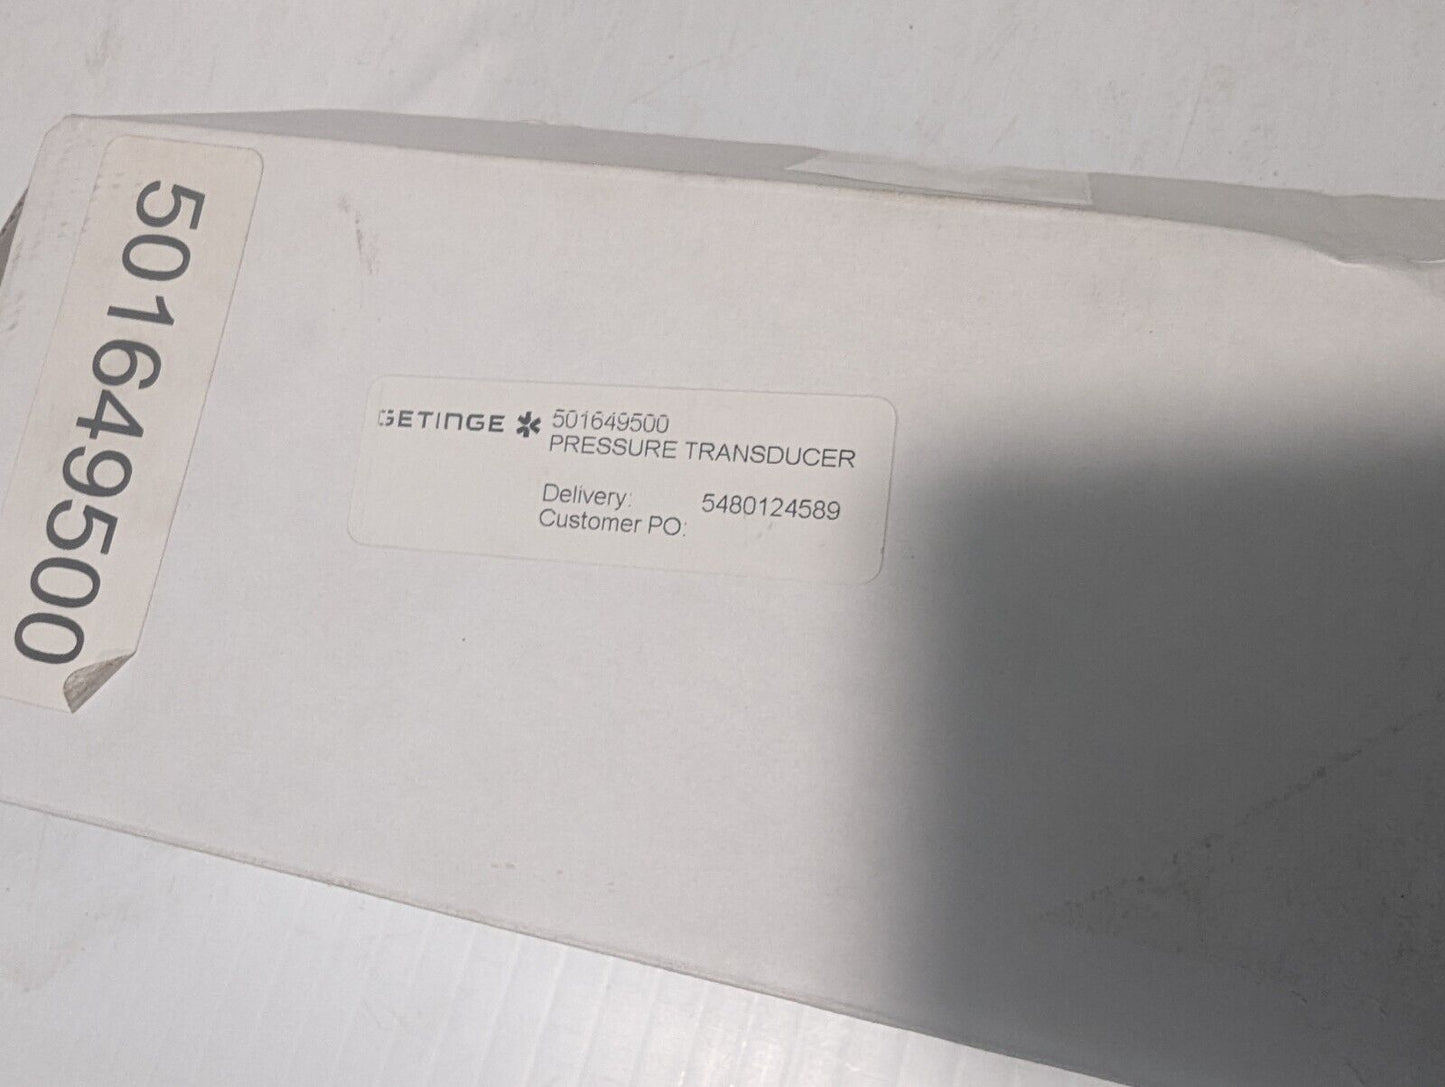 501649500
GETINGE 501649500
PRESSURE TRANSDUCER
Delivery: 5480124589
Customer PO: